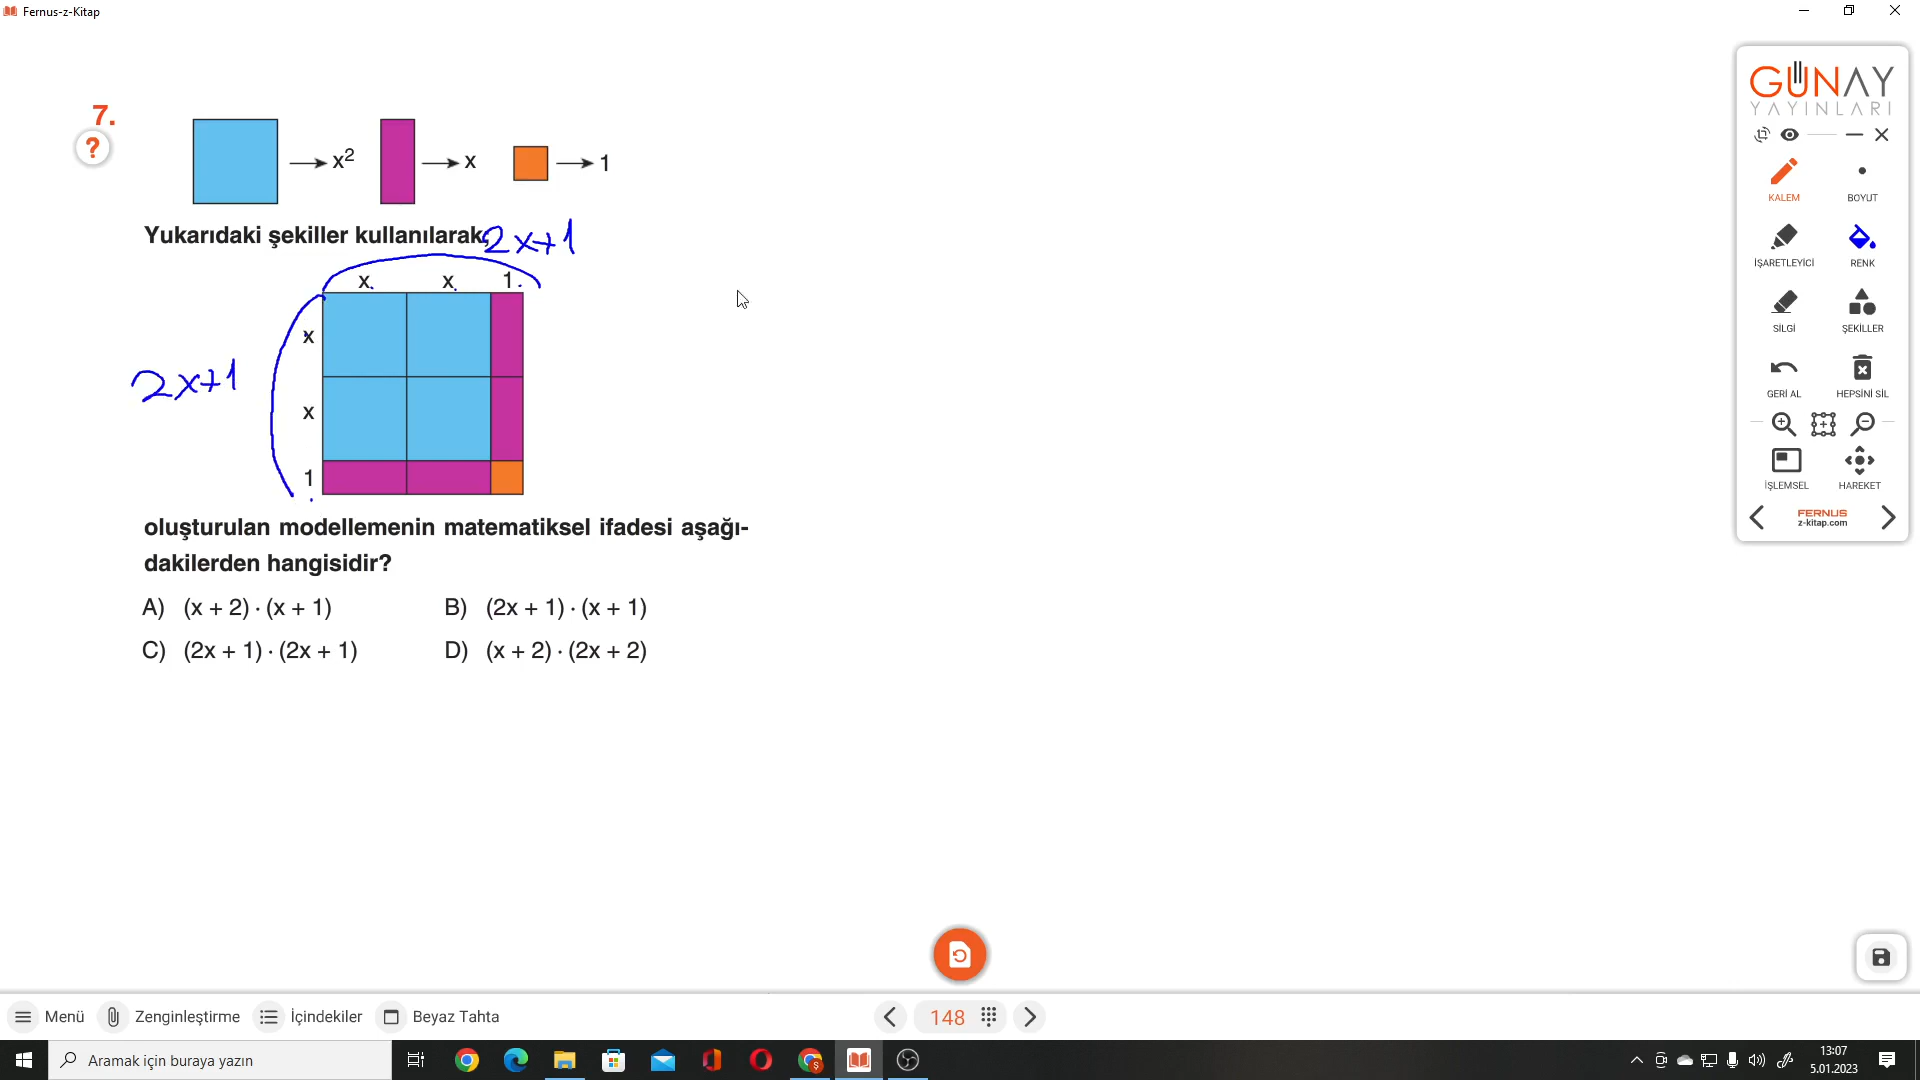 Fernus-z-Kitap
7.
?
x²
x
1
Yukarıdaki şekiller kullanılarak,
2x+1
x
x
1
x
2x+1
x
1
oluşturulan modellemenin matematiksel ifadesi aşağı-
dakilerden hangisidir?
A) (x + 2) · (x + 1)
B) (2x + 1) · (x + 1)
C) (2x + 1) · (2x + 1)
D) (x + 2) · (2x + 2)
GÜNAY
YAYINLARI
KALEM
BOYUT
İŞARETLEYİCİ
RENK
SİLGİ
ŞEKİLLER
GERİ AL
HEPSİNİ SİL
İŞLEMSEL
HAREKET
FERNUS
z-kitap.com
Menü
Zenginleştirme
İçindekiler
Beyaz Tahta
148
Aramak için buraya yazın
13:07
5.01.2023